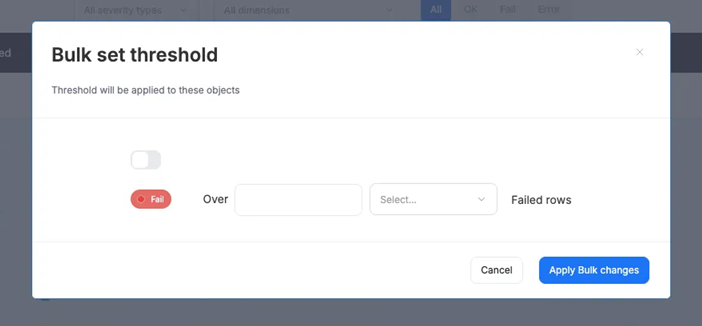 All severity types
All dimensions
All
Ok
Fail
Error
ed
Bulk set threshold
Threshold will be applied to these objects
Fail
Over
Select...
Failed rows
Cancel
Apply Bulk changes